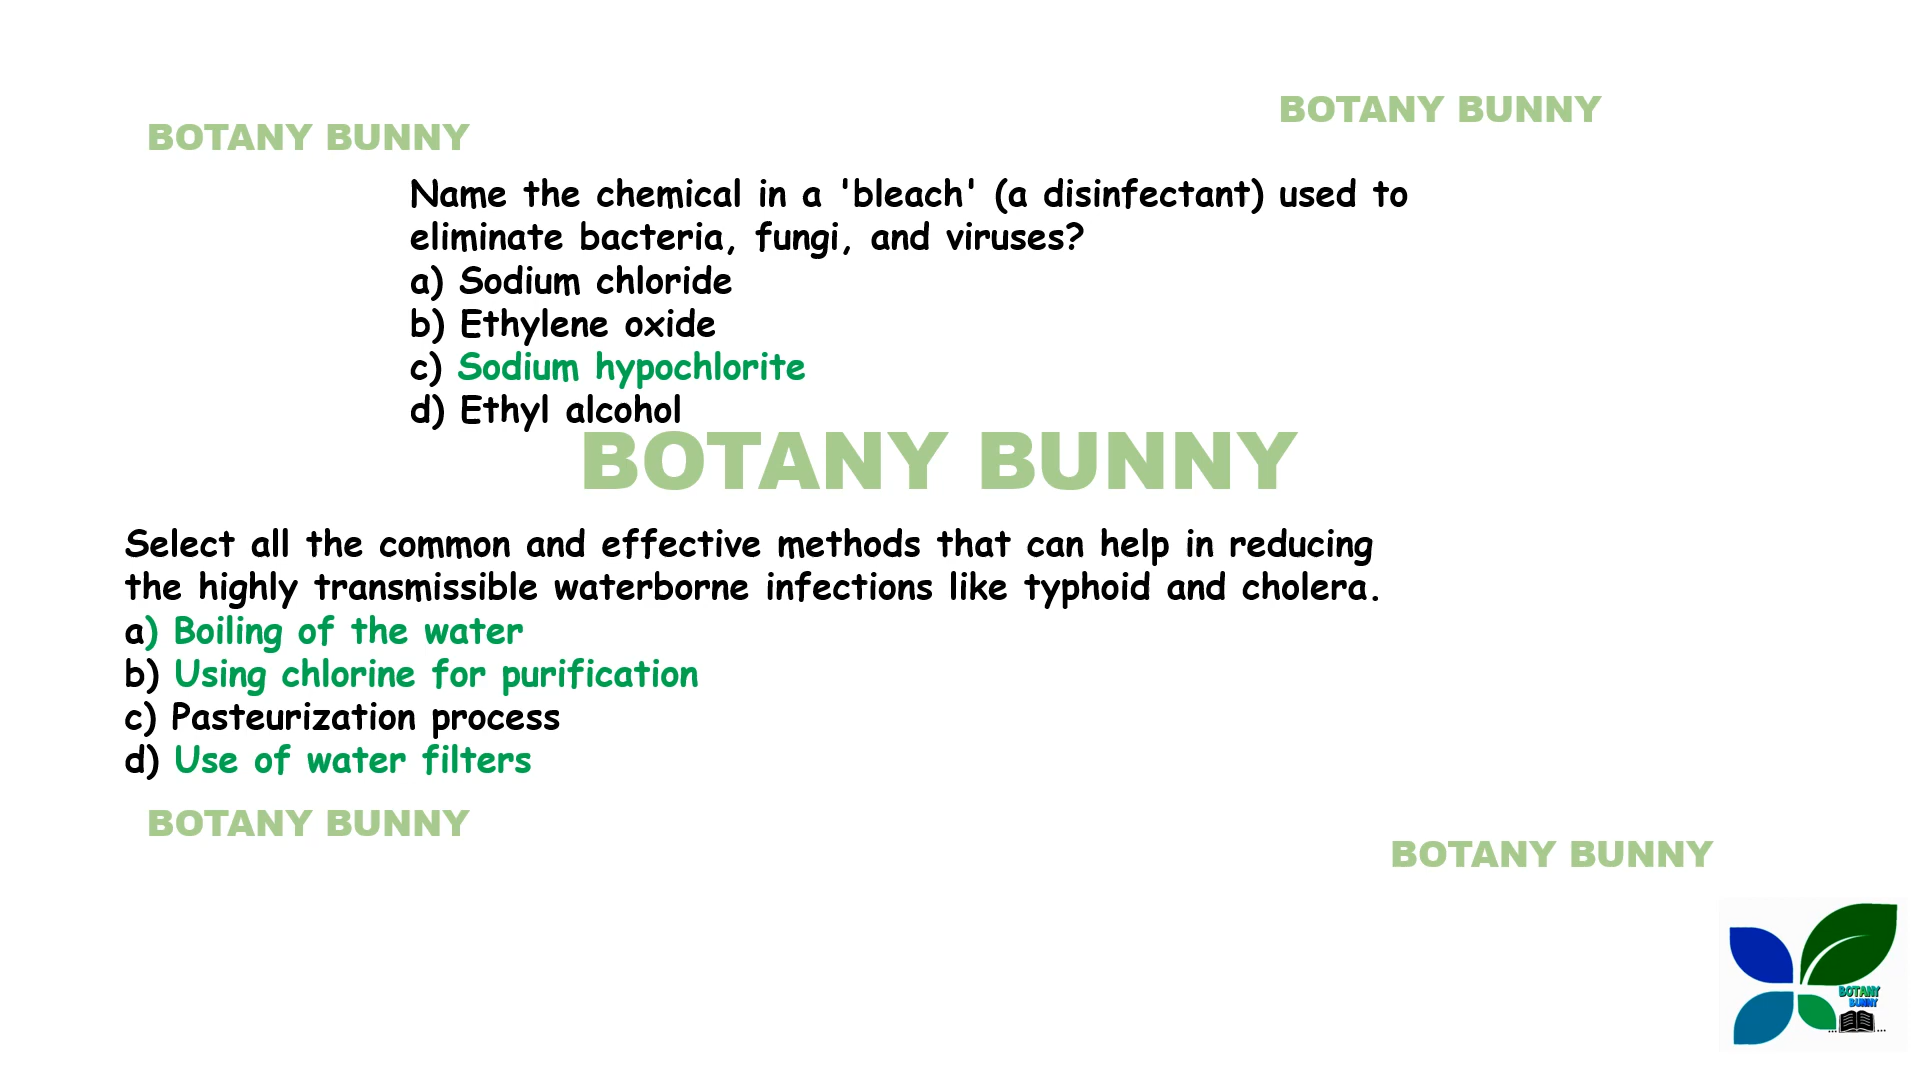 BOTANY BUNNY
BOTANY BUNNY
Name the chemical in a 'bleach' (a disinfectant) used to
eliminate bacteria, fungi, and viruses?
a) Sodium chloride
b) Ethylene oxide
c) Sodium hypochlorite
d) Ethyl alcohol
BOTANY BUNNY
Select all the common and effective methods that can help in reducing
the highly transmissible waterborne infections like typhoid and cholera.
a) Boiling of the water
b) Using chlorine for purification
c) Pasteurization process
d) Use of water filters
BOTANY BUNNY
BOTANY BUNNY
BOTANY
BUNNY